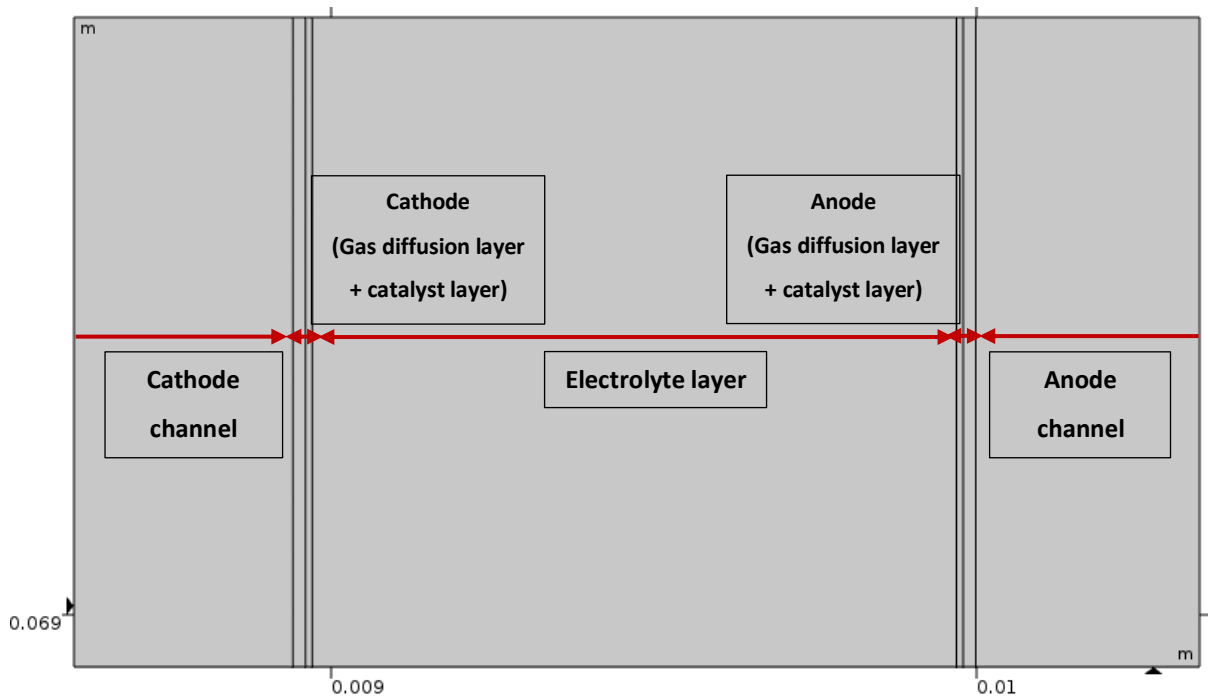 m
Cathode
(Gas diffusion layer
+ catalyst layer)
Anode
(Gas diffusion layer
+ catalyst layer)
Cathode
channel
Electrolyte layer
Anode
channel
0.069
m
0.009
0.01